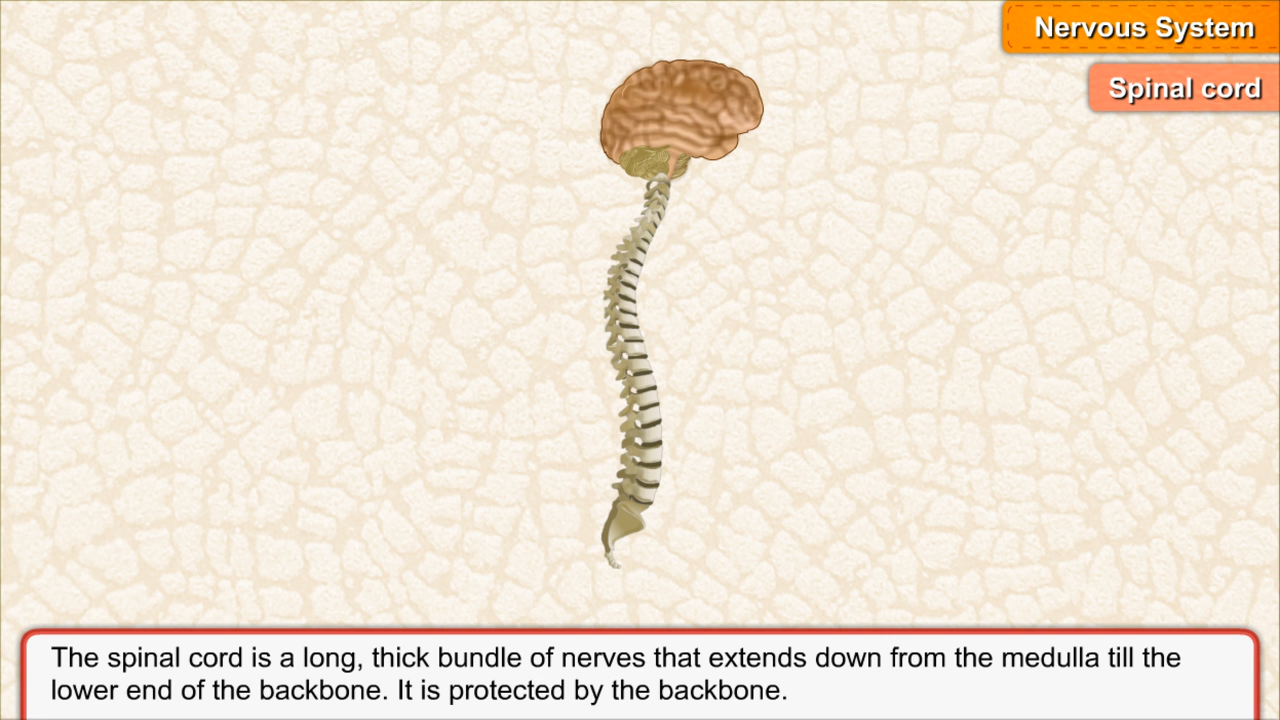 Nervous System
Spinal cord
The spinal cord is a long, thick bundle of nerves that extends down from the medulla till the
lower end of the backbone. It is protected by the backbone.